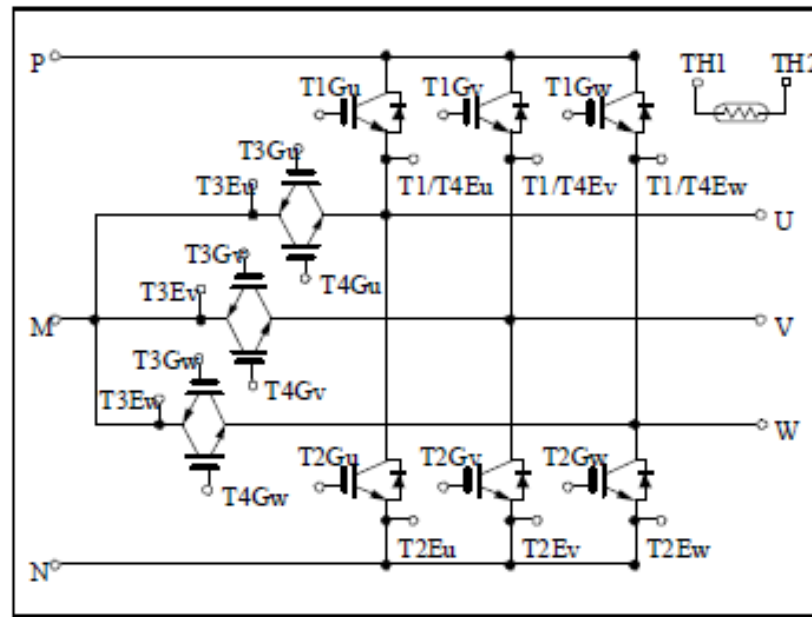 P
T1Gu T1Gv T1Gw TH1 TH2
T3Gu
T3Eu T1/T4Eu T1/T4Ev T1/T4Ew
U
T3Gv
T4Gu
T3Ev
M V
T3Gw
T4Gv
T3Ew
W
T2Gu T2Gv T2Gw
T4Gw
T2Eu T2Ev T2Ew
N